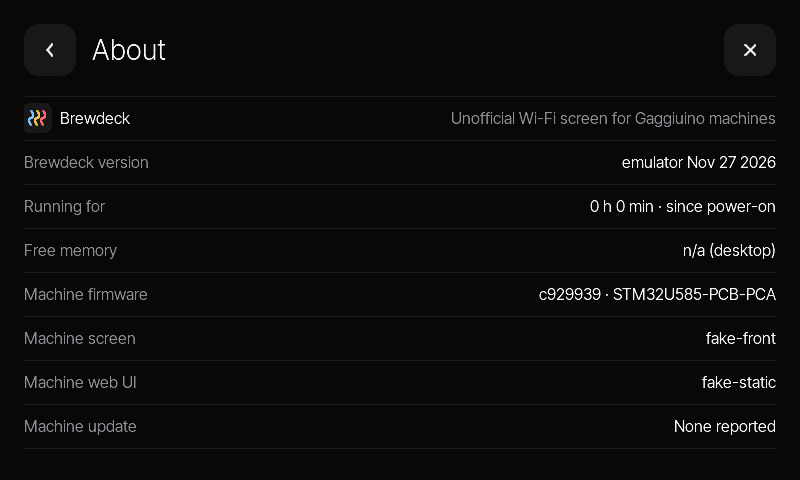 About
Brewdeck Unofficial Wi-Fi screen for Gaggiuino machines
Brewdeck version emulator Nov 27 2026
Running for 0 h 0 min · since power-on
Free memory n/a (desktop)
Machine firmware c929939 · STM32U585-PCB-PCA
Machine screen fake-front
Machine web UI fake-static
Machine update None reported